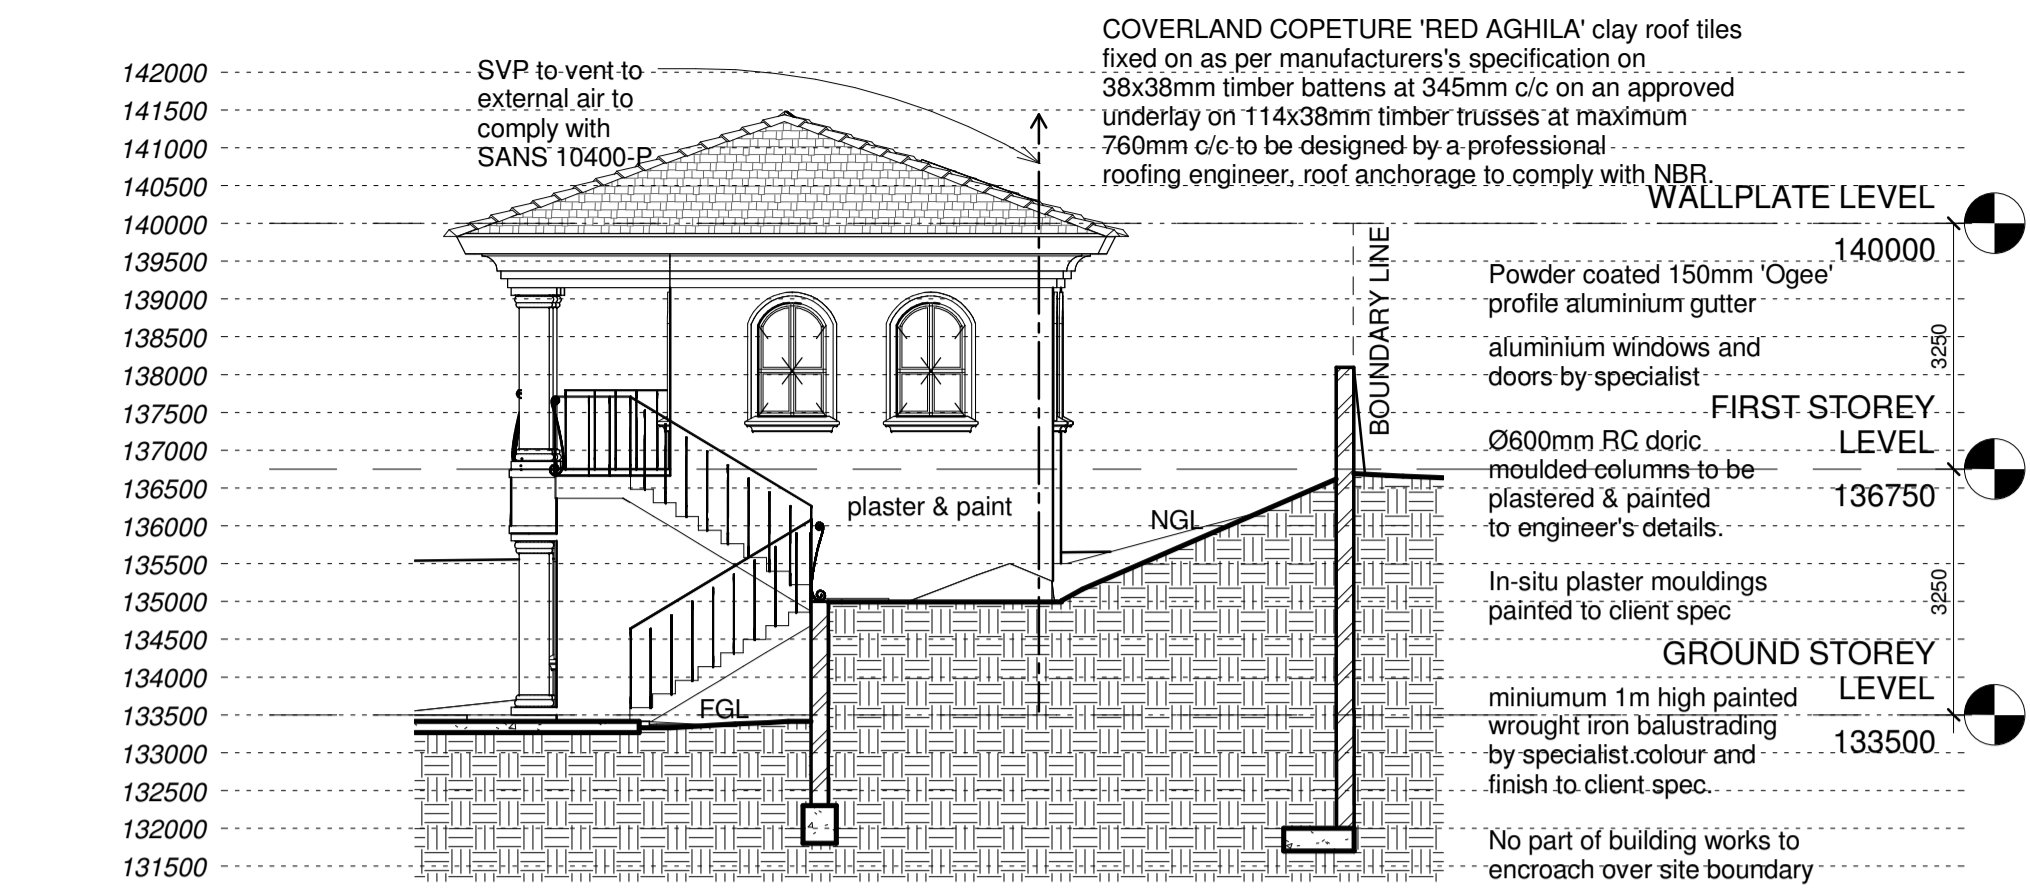 COVERLAND COPETURE 'RED AGHILA' clay roof tiles
fixed on as per manufacturers's specification on
38x38mm timber battens at 345mm c/c on an approved
underlay on 114x38mm timber trusses at maximum
760mm c/c to be designed by a professional
roofing engineer, roof anchorage to comply with NBR.
SVP to vent to
external air to
comply with
SANS 10400-P
142000
141500
141000
140500
140000
139500
139000
138500
138000
137500
137000
136500
136000
135500
135000
134500
134000
133500
133000
132500
132000
131500
plaster & paint
NGL
FGL
BOUNDARY LINE
WALLPLATE LEVEL
140000
Powder coated 150mm 'Ogee'
profile aluminium gutter
aluminium windows and
doors by specialist
3250
FIRST STOREY
LEVEL
136750
Ø600mm RC doric
moulded columns to be
plastered & painted
to engineer's details.
In-situ plaster mouldings
painted to client spec
3250
GROUND STOREY
LEVEL
133500
miniumum 1m high painted
wrought iron balustrading
by specialist.colour and
finish to client spec.
No part of building works to
encroach over site boundary